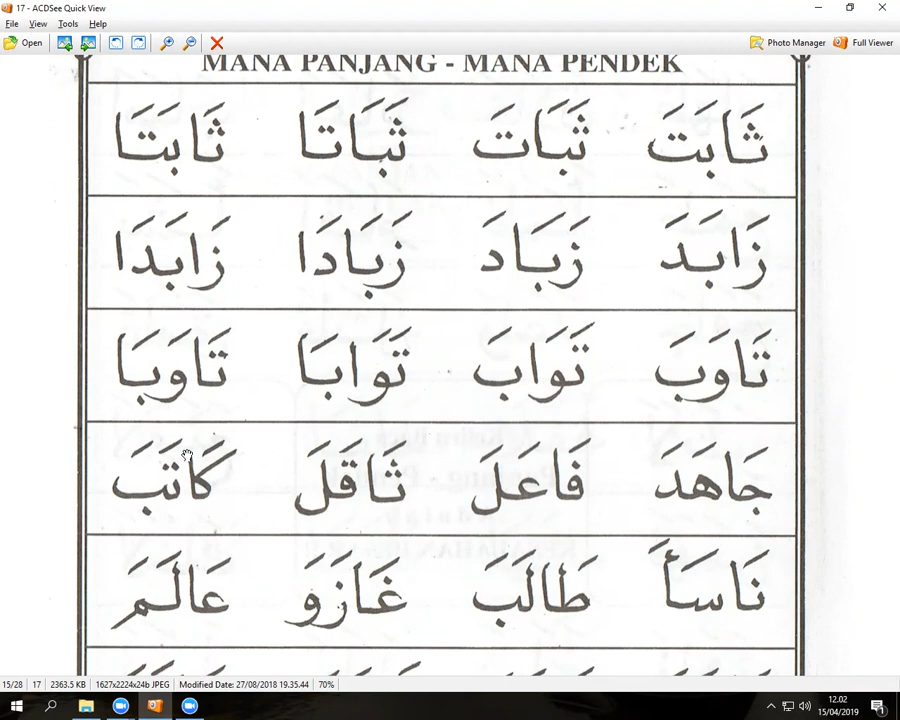 17 - ACDSee Quick View
File View Tools Help
Open Photo Manager Full Viewer
MANA PANJANG - MANA PENDEK
ثَابَتَ ثَبَاتَ ثَبَاتَا ثَابَتَا
زَابَدَ زَبَادَ زَبَادَا زَابَدَا
تَاوَبَ تَوَابَ تَوَابَا تَاوَبَا
جَاهَدَ فَاعَلَ ثَاقَلَ كَاتَبَ
نَاسَأَ طَالَبَ غَازَوَ عَالَمَ
15/28 17 2363.5 KB 1627x2224x24b JPEG Modified Date: 27/08/2018 19.35.44 70%
12.02
15/04/2019